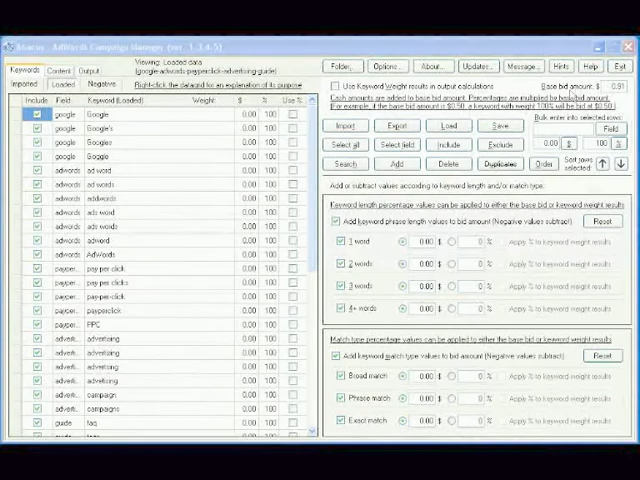 Abacus - AdWords Campaign Manager (ver. 1.3.4.5)
Keywords Content Output
Viewing: Loaded data
(google-adwords-payperclick-advertising-guide)
Folder... Options... About... Updates... Message... Hints Help Exit
Imported Loaded Negative
Right-click the datagrid for an explanation of its purpose
Use Keyword Weight results in output calculations
Base bid amount: $ 0.91
Cash amounts are added to base bid amount. Percentages are multiplied by base bid amount.
For example, if the base bid amount is $0.50, a keyword with weight 100% will be bid at $0.50
Include Field Keyword (Loaded) Weight: $ % Use %
google Google 0.00 100
google Google's 0.00 100
google google 0.00 100
google Goggle 0.00 100
adwords ad word 0.00 100
adwords ad words 0.00 100
adwords addwords 0.00 100
adwords ads word 0.00 100
adwords ads words 0.00 100
adwords adword 0.00 100
adwords AdWords 0.00 100
payper... pay per click 0.00 100
payper... pay per clicks 0.00 100
payper... payperclick 0.00 100
payper... PPC 0.00 100
adverti... advertising 0.00 100
adverti... advertising 0.00 100
adverti... advertising 0.00 100
adverti... advertising 0.00 100
adverti... campaign 0.00 100
adverti... campaigns 0.00 100
guide faq 0.00 100
Import Export Load Save
Bulk enter into selected rows:
Field
Select all Select field Include Exclude
0.00 $ 100 %
Search Add Delete Duplicates Order
Sort rows selected:
Add or subtract values according to keyword length and/or match type.
Keyword length percentage values can be applied to either the base bid or keyword weight results
Add keyword phrase length values to bid amount (Negative values subtract) Reset
1 word 0.00 $ 0 % Apply % to keyword weight results
2 words 0.00 $ 0 % Apply % to keyword weight results
3 words 0.00 $ 0 % Apply % to keyword weight results
4+ words 0.00 $ 0 % Apply % to keyword weight results
Match type percentage values can be applied to either the base bid or keyword weight results
Add keyword match type values to bid amount (Negative values subtract) Reset
Broad match 0.00 $ 0 % Apply % to keyword weight results
Phrase match 0.00 $ 0 % Apply % to keyword weight results
Exact match 0.00 $ 0 % Apply % to keyword weight results